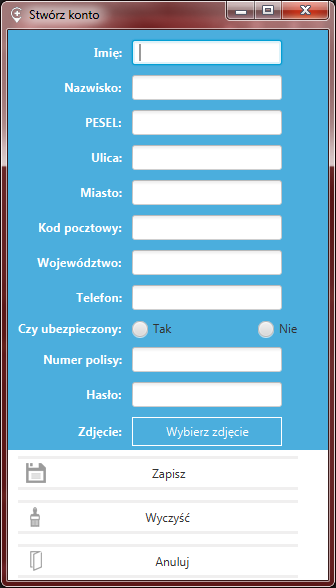 Stwórz konto
Imię:
Nazwisko:
PESEL:
Ulica:
Miasto:
Kod pocztowy:
Województwo:
Telefon:
Czy ubezpieczony: Tak Nie
Numer polisy:
Hasło:
Zdjęcie: Wybierz zdjęcie
Zapisz
Wyczyść
Anuluj